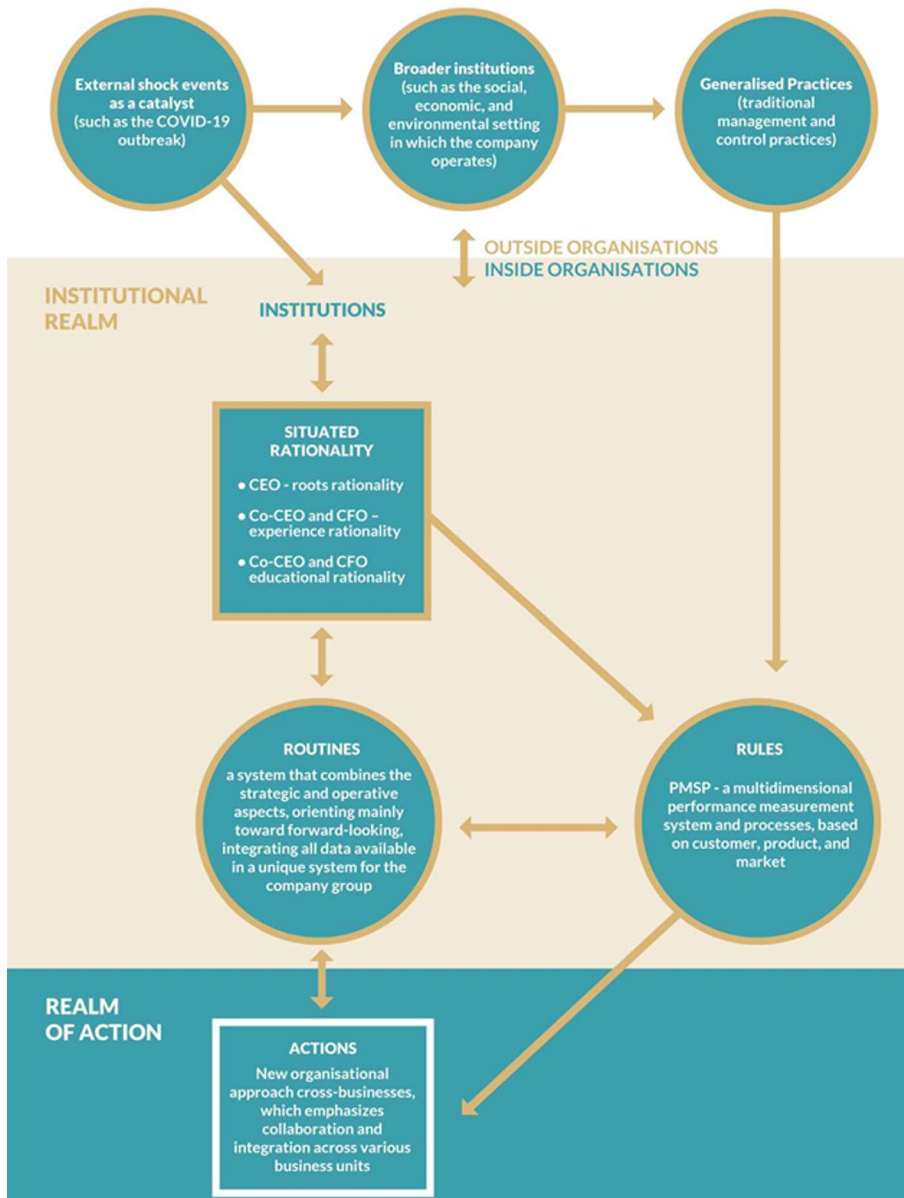 External shock events
as a catalyst
(such as the COVID-19
outbreak)
Broader institutions
(such as the social,
economic, and
environmental setting
in which the company
operates)
Generalised Practices
(traditional
management and
control practices)
OUTSIDE ORGANISATIONS
INSIDE ORGANISATIONS
INSTITUTIONAL
REALM
INSTITUTIONS
SITUATED
RATIONALITY
• CEO - roots rationality
• Co-CEO and CFO –
experience rationality
• Co-CEO and CFO
educational rationality
ROUTINES
a system that combines the
strategic and operative
aspects, orienting mainly
toward forward-looking,
integrating all data available
in a unique system for the
company group
RULES
PMSP - a multidimensional
performance measurement
system and processes, based
on customer, product, and
market
REALM
OF ACTION
ACTIONS
New organisational
approach cross-businesses,
which emphasizes
collaboration and
integration across various
business units